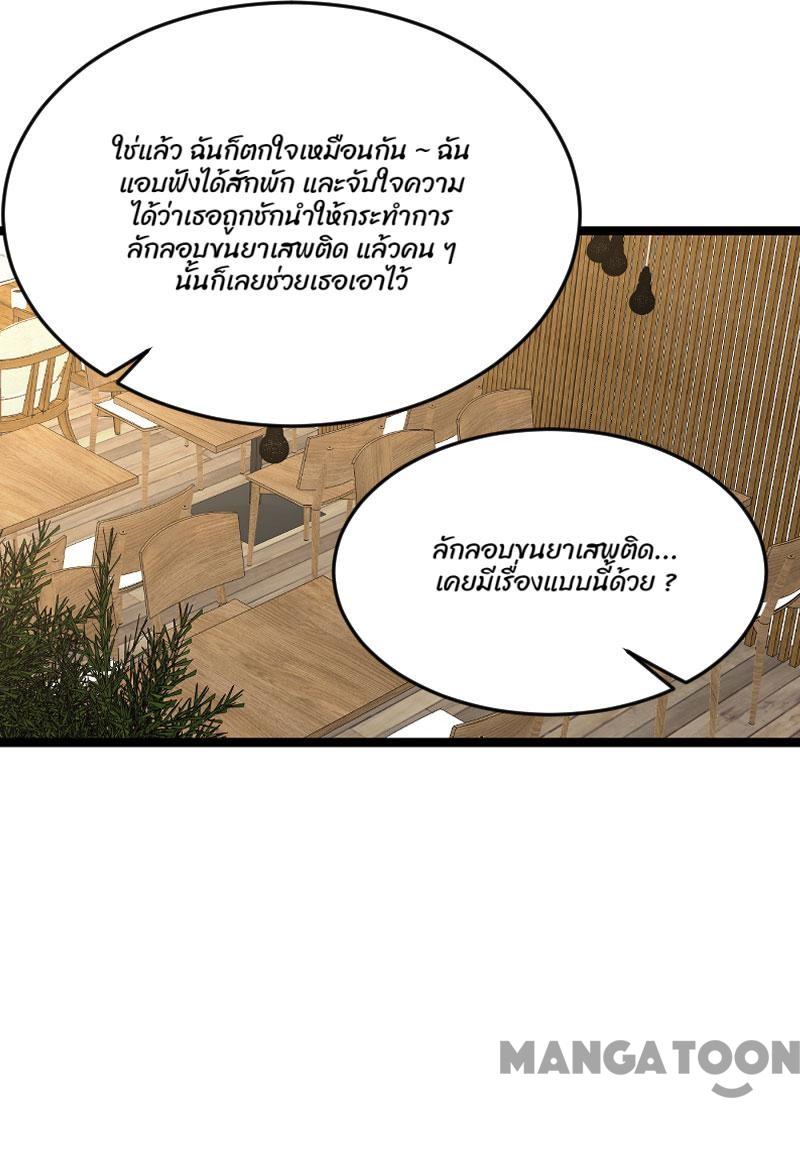 ใช่แล้ว ฉันก็ตกใจเหมือนกัน ~ ฉัน
แอบฟังได้สักพัก และจับใจความ
ได้ว่าเธอถูกชักนำให้กระทำการ
ลักลอบขนยาเสพติด แล้วคน ๆ
นั้นก็เลยช่วยเธอเอาไว้
ลักลอบขนยาเสพติด...
เคยมีเรื่องแบบนี้ด้วย ?
MANGATOON